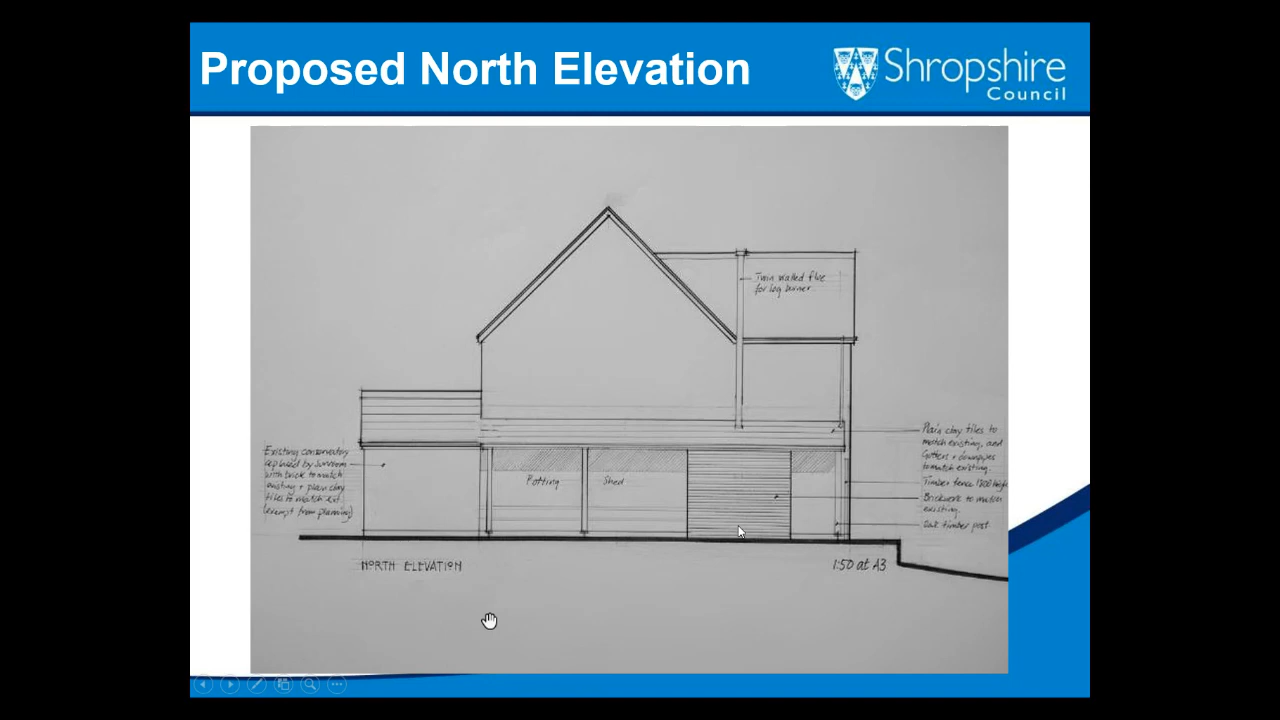 Proposed North Elevation
Shropshire
Council
Twin walled flue
for log burner.
Plain clay tiles to
match existing, and
Gutters + downpipes
to match existing.
Timber fence 1800 high
Brickwork to match
existing.
Oak timber post
Existing conservatory
replaced by sunroom
with brick to match
existing + plain clay
tiles to match ext.
(exempt from planning)
Potting Shed
NORTH ELEVATION
1:50 at A3